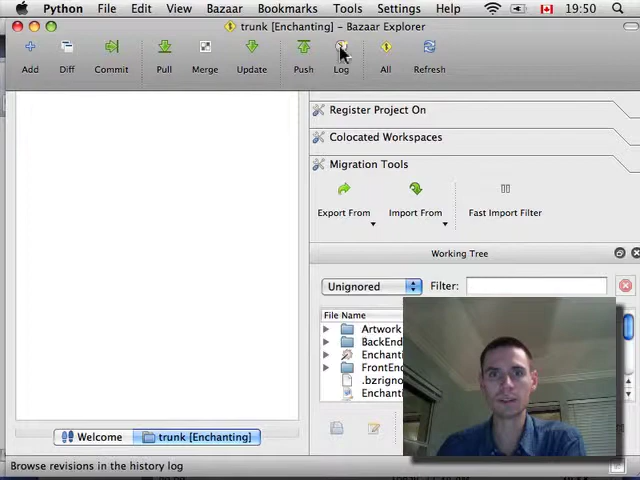 Python File Edit View Bazaar Bookmarks Tools Settings Help 19:50
trunk [Enchanting] – Bazaar Explorer
Add Diff Commit Pull Merge Update Push Log All Refresh
Register Project On
Colocated Workspaces
Migration Tools
Export From Import From Fast Import Filter
Working Tree
Unignored Filter:
File Name
Artwork
BackEnd
Enchanti
FrontEnd
.bzrigno
Enchanti
Welcome trunk [Enchanting]
Browse revisions in the history log